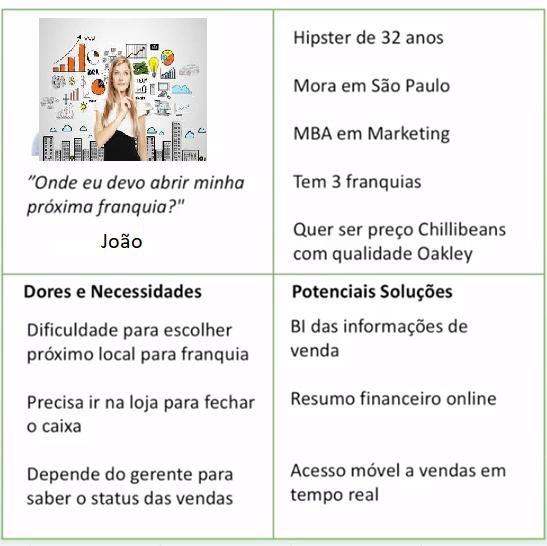 ”Onde eu devo abrir minha
próxima franquia?"
João
Hipster de 32 anos
Mora em São Paulo
MBA em Marketing
Tem 3 franquias
Quer ser preço Chillibeans
com qualidade Oakley
Dores e Necessidades
Dificuldade para escolher
próximo local para franquia
Precisa ir na loja para fechar
o caixa
Depende do gerente para
saber o status das vendas
Potenciais Soluções
BI das informações de
venda
Resumo financeiro online
Acesso móvel a vendas em
tempo real